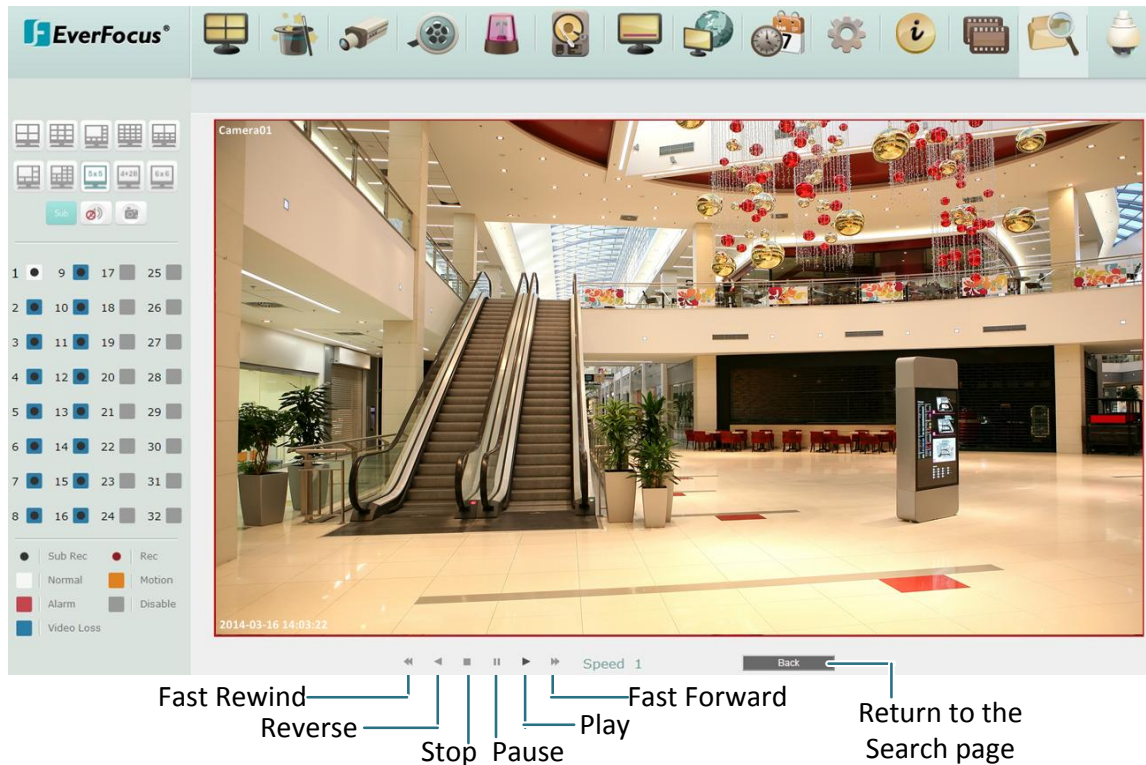 EverFocus®
7
i
Camera01
5x5 4+28 6x6
Sub
1 9 17 25
2 10 18 26
3 11 19 27
4 12 20 28
5 13 21 29
6 14 22 30
7 15 23 31
8 16 24 32
Sub Rec Rec
Normal Motion
Alarm Disable
Video Loss
2014-03-16 14:03:22
Speed 1
Back
Fast Rewind
Reverse
Stop
Pause
Play
Fast Forward
Return to the
Search page